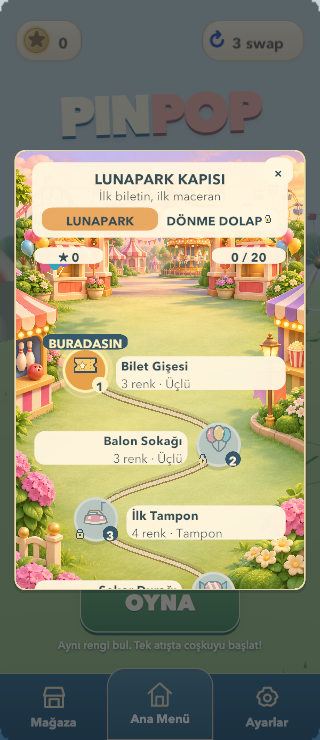 0
3 swap
PINPOP
LUNAPARK KAPISI
×
İlk biletin, ilk maceran
LUNAPARK
DÖNME DOLAP
★ 0
0 / 20
BURADASIN
Bilet Gişesi
1
3 renk · Üçlü
Balon Sokağı
3 renk · Üçlü
2
İlk Tampon
3
4 renk · Tampon
Şeker Durağı
OYNA
Aynı rengi bul. Tek atışta coşkuyu başlat!
Mağaza
Ana Menü
Ayarlar